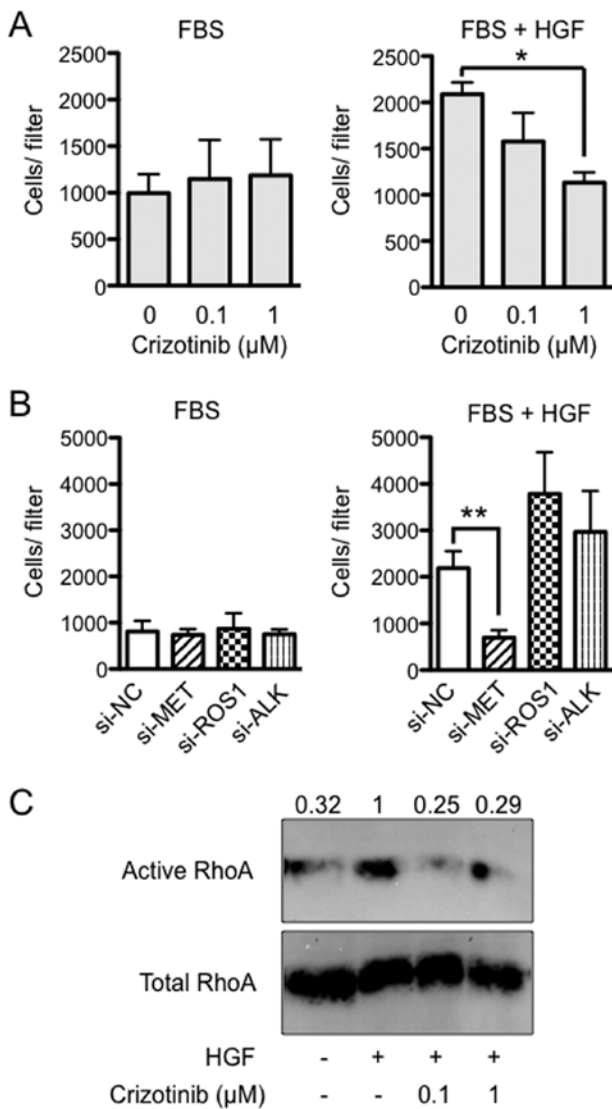 A
FBS
FBS + HGF
Cells/ filter
2500
2000
1500
1000
500
0
0 0.1 1
Crizotinib (µM)
Cells/ filter
2500
2000
1500
1000
500
0
*
0 0.1 1
Crizotinib (µM)
B
FBS
FBS + HGF
Cells/ filter
5000
4000
3000
2000
1000
0
si-NC
si-MET
si-ROS1
si-ALK
Cells/ filter
5000
4000
3000
2000
1000
0
**
si-NC
si-MET
si-ROS1
si-ALK
C
0.32 1 0.25 0.29
Active RhoA
Total RhoA
HGF - + + +
Crizotinib (µM) - - 0.1 1